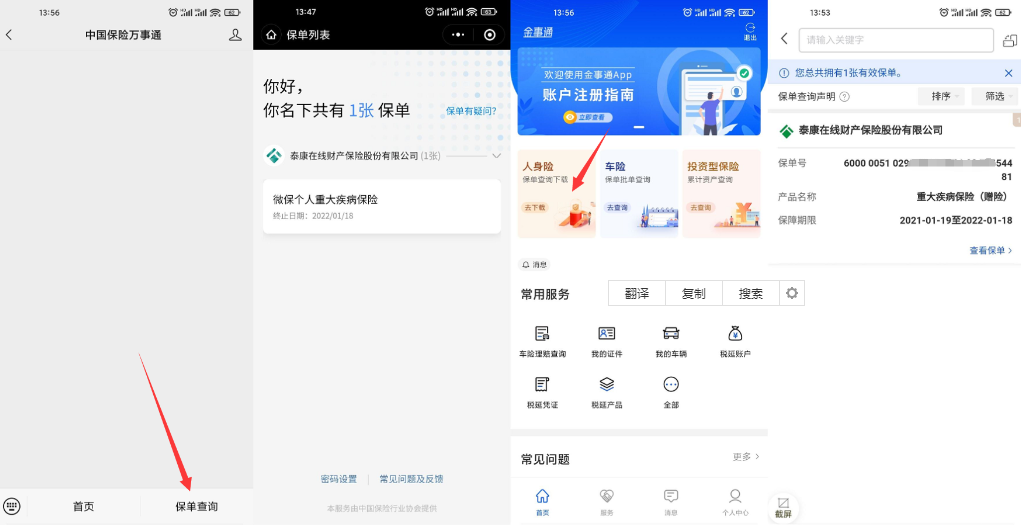 13:56
62
中国保险万事通
首页
保单查询
13:47
63
保单列表
你好，
你名下共有 1张 保单
保单有疑问?
泰康在线财产保险股份有限公司 (1张)
微保个人重大疾病保险
终止日期：2022/01/18
密码设置
常见问题及反馈
本服务由中国保险行业协会提供
13:56
62
金事通
退出
欢迎使用金事通App
账户注册指南
立即查看
人身险
保单查询下载
去下载
车险
保单批单查询
去查询
投资型保险
累计资产查询
去查询
消息
常用服务
翻译
复制
搜索
车险理赔查询
我的证件
我的车辆
税延账户
税延凭证
税延产品
全部
常见问题
更多
首页
服务
消息
个人中心
13:53
62
请输入关键字
您总共拥有1张有效保单。
保单查询声明
排序
筛选
泰康在线财产保险股份有限公司
保单号
6000 0051 029
544
81
产品名称
重大疾病保险（赠险）
保障期限
2021-01-19至2022-01-18
查看保单
截屏